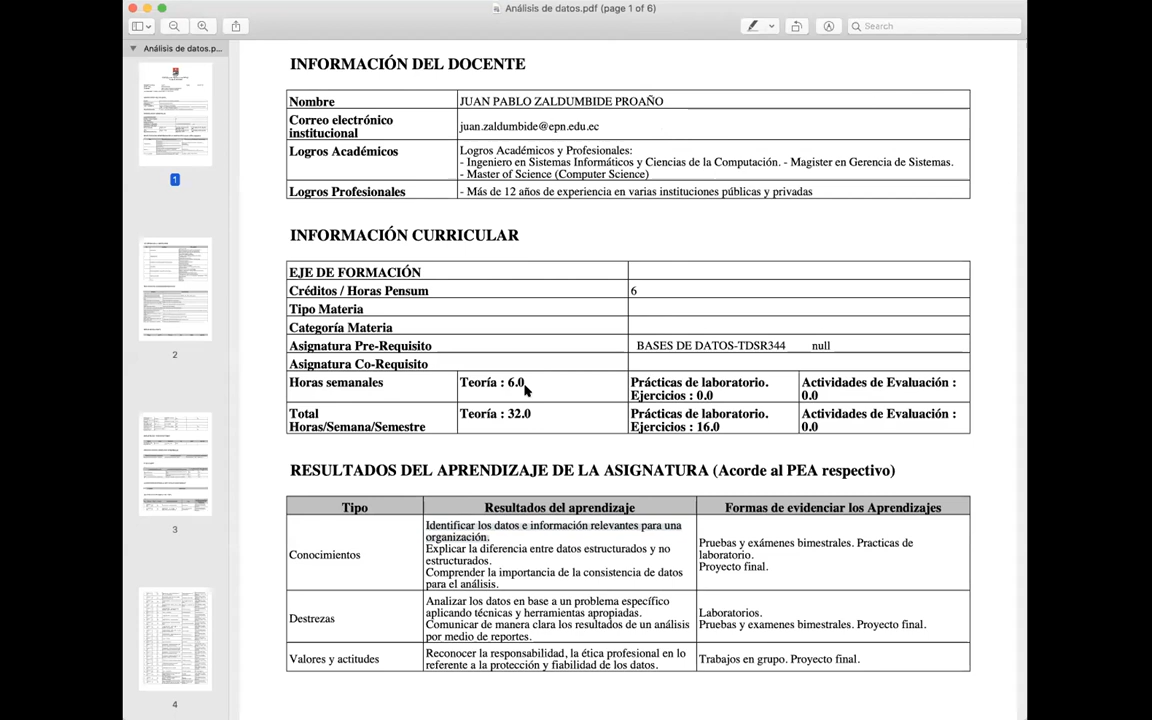 Análisis de datos.pdf (page 1 of 6)
Search
Análisis de datos.p...
1
2
3
4
INFORMACIÓN DEL DOCENTE
Nombre
JUAN PABLO ZALDUMBIDE PROAÑO
Correo electrónico
institucional
juan.zaldumbide@epn.edu.ec
Logros Académicos
Logros Académicos y Profesionales:
- Ingeniero en Sistemas Informáticos y Ciencias de la Computación. - Magister en Gerencia de Sistemas.
- Master of Science (Computer Science)
Logros Profesionales
- Más de 12 años de experiencia en varias instituciones públicas y privadas
INFORMACIÓN CURRICULAR
EJE DE FORMACIÓN
Créditos / Horas Pensum
6
Tipo Materia
Categoría Materia
Asignatura Pre-Requisito
BASES DE DATOS-TDSR344 null
Asignatura Co-Requisito
Horas semanales
Teoría : 6.0
Prácticas de laboratorio.
Ejercicios : 0.0
Actividades de Evaluación :
0.0
Total
Horas/Semana/Semestre
Teoría : 32.0
Prácticas de laboratorio.
Ejercicios : 16.0
Actividades de Evaluación :
0.0
RESULTADOS DEL APRENDIZAJE DE LA ASIGNATURA (Acorde al PEA respectivo)
Tipo
Resultados del aprendizaje
Formas de evidenciar los Aprendizajes
Conocimientos
Identificar los datos e información relevantes para una
organización.
Explicar la diferencia entre datos estructurados y no
estructurados.
Comprender la importancia de la consistencia de datos
para el análisis.
Pruebas y exámenes bimestrales. Practicas de
laboratorio.
Proyecto final.
Destrezas
Analizar los datos en base a un problema específico
aplicando técnicas y herramientas apropiadas.
Comunicar de manera clara los resultados de un análisis
por medio de reportes.
Laboratorios.
Pruebas y examenes bimestrales. Proyecto final.
Valores y actitudes
Reconocer la responsabilidad, la ética profesional en lo
referente a la protección y fiabilidad de los datos.
Trabajos en grupo. Proyecto final.